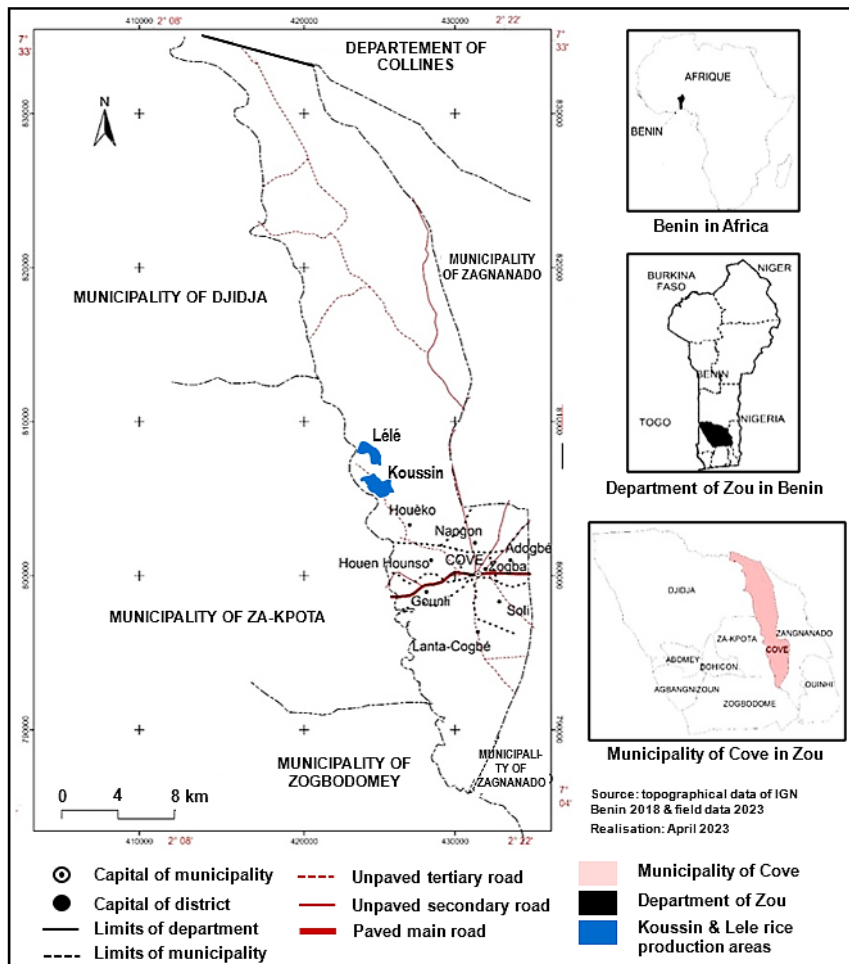 410000
2° 08'
420000
430000
2° 22'
7°
33'
7°
33'
DEPARTEMENT OF
COLLINES
N
830000
830000
AFRIQUE
BENIN
Benin in Africa
MUNICIPALITY
OF ZAGNANADO
820000
820000
MUNICIPALITY OF DJIDJA
BURKINA
FASO
NIGER
BENIN
TOGO
NIGERIA
Department of Zou in Benin
810000
810000
Lélé
Koussin
Houèko
Napgon
Adogbé
Houen Hounso
COVE
Zogba
800000
800000
Gounli
Soli
MUNICIPALITY OF ZA-KPOTA
Lanta-Cogbé
DJIDJA
ZA-KPOTA
ZANGNANADO
COVE
ABOMEY
BOHICON
OUINHI
AGBANGNIZOUN
ZOGBODOME
Municipality of Cove in Zou
790000
790000
MUNICIPALITY OF
ZOGBODOMEY
MUNICIPALI-
TY OF
ZAGNANADO
7°
04'
0 4 8 km
Source: topographical data of IGN
Benin 2018 & field data 2023
Realisation: April 2023
410000
2° 08'
420000
430000
2° 22'
Capital of municipality
Capital of district
Limits of department
Limits of municipality
Unpaved tertiary road
Unpaved secondary road
Paved main road
Municipality of Cove
Department of Zou
Koussin & Lele rice
production areas